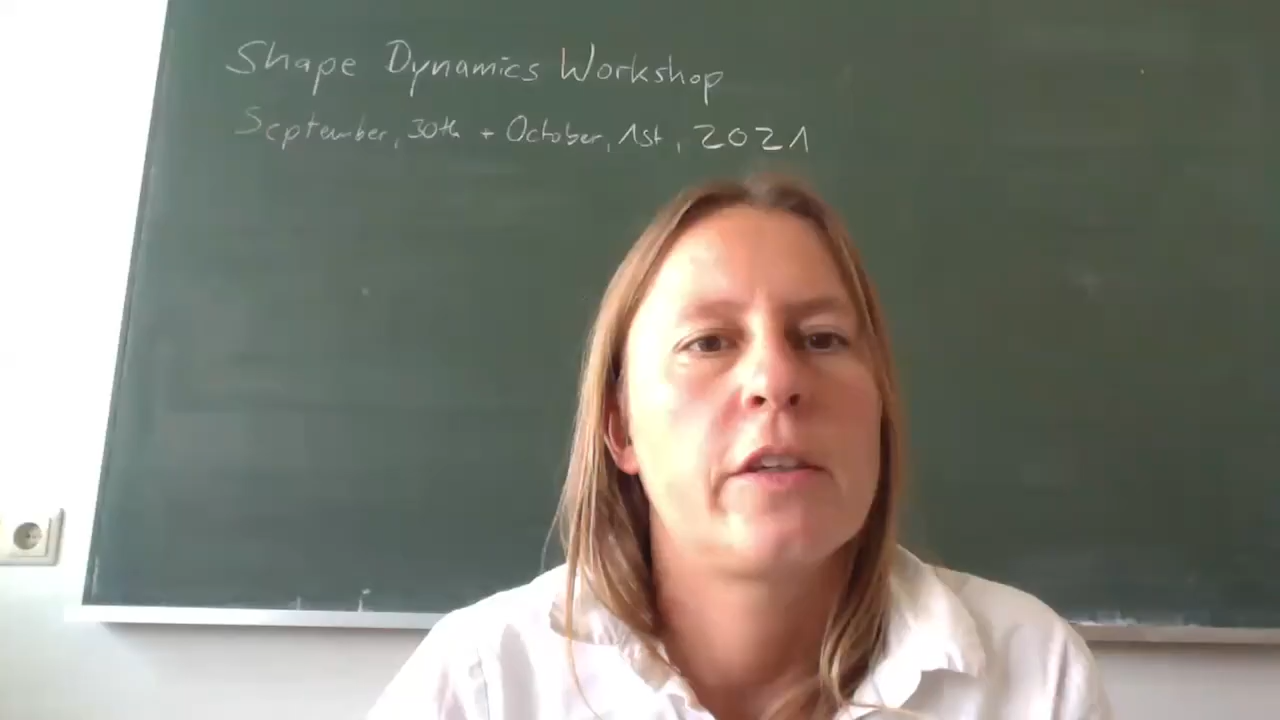 Shape Dynamics Workshop
September, 30th + October, 1st, 2021